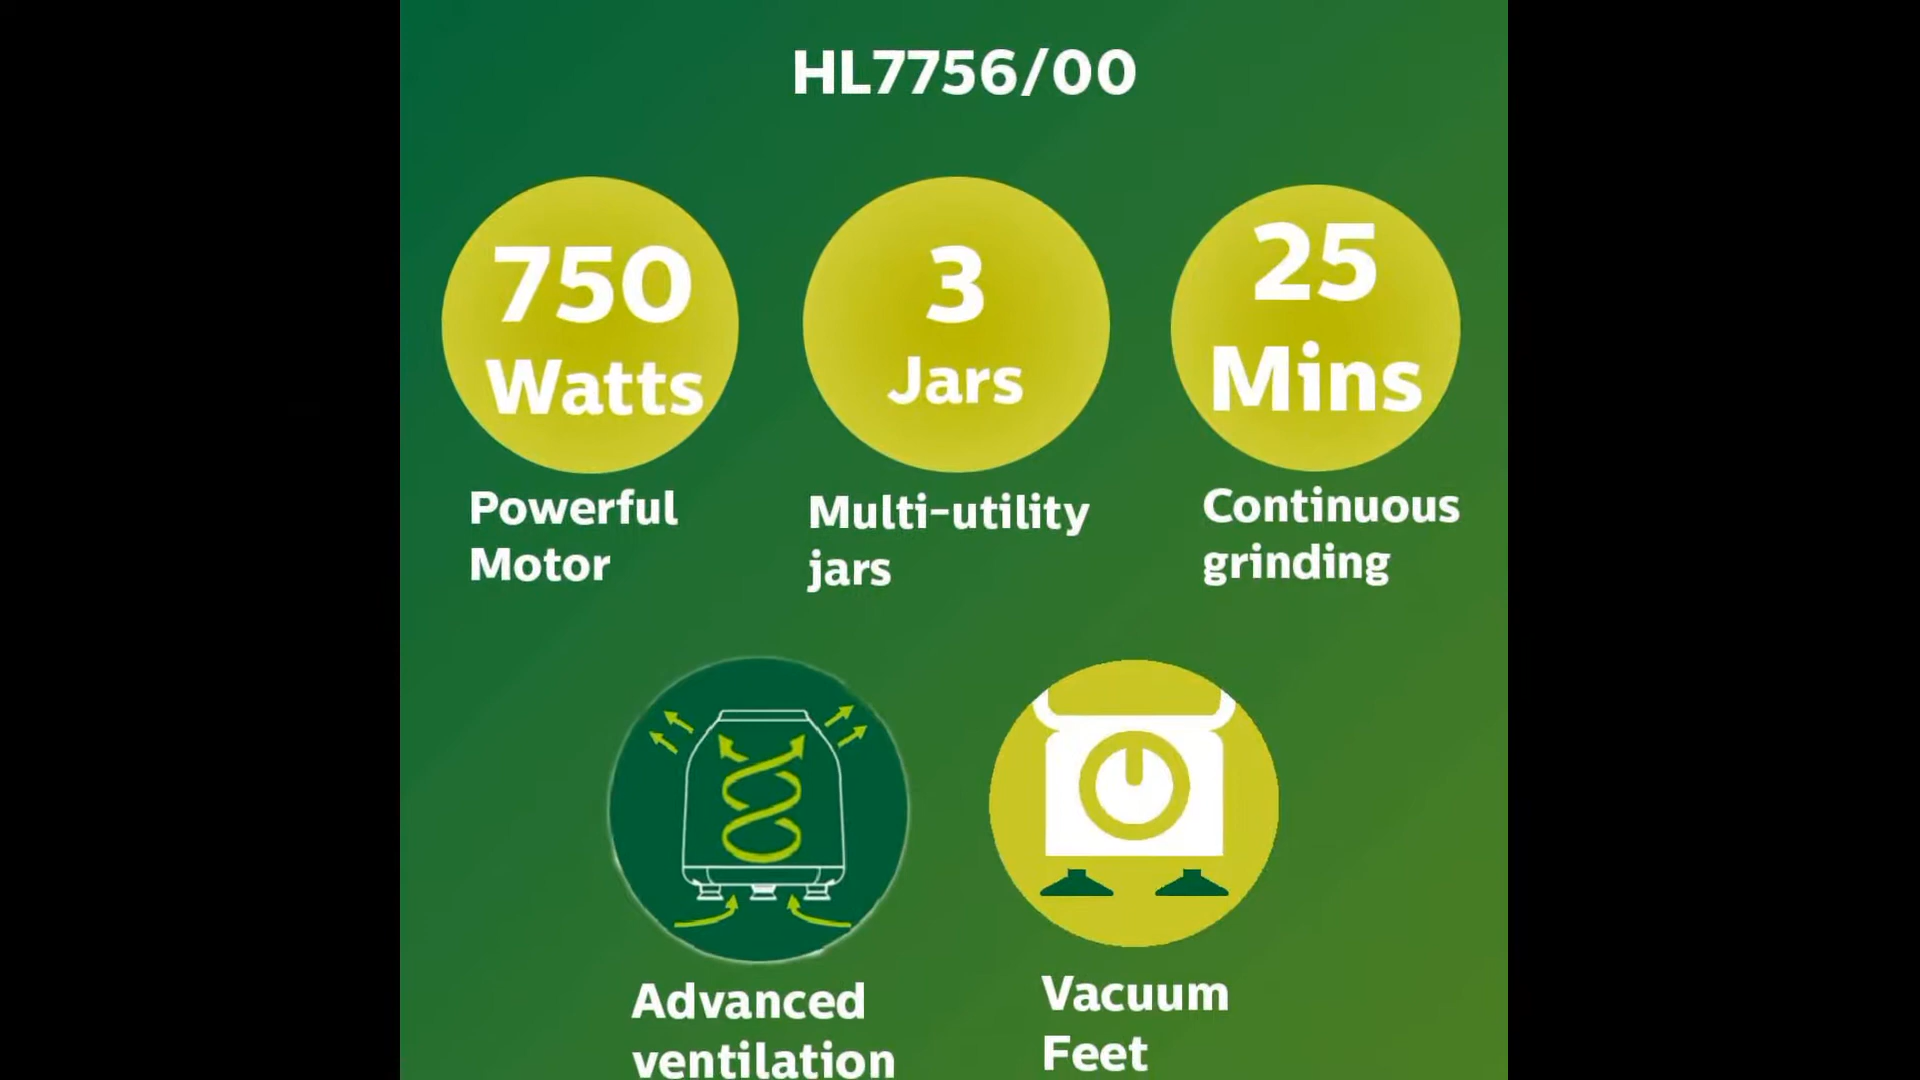 HL7756/00
750
Watts
Powerful
Motor
3
Jars
Multi-utility
jars
25
Mins
Continuous
grinding
Advanced
ventilation
Vacuum
Feet